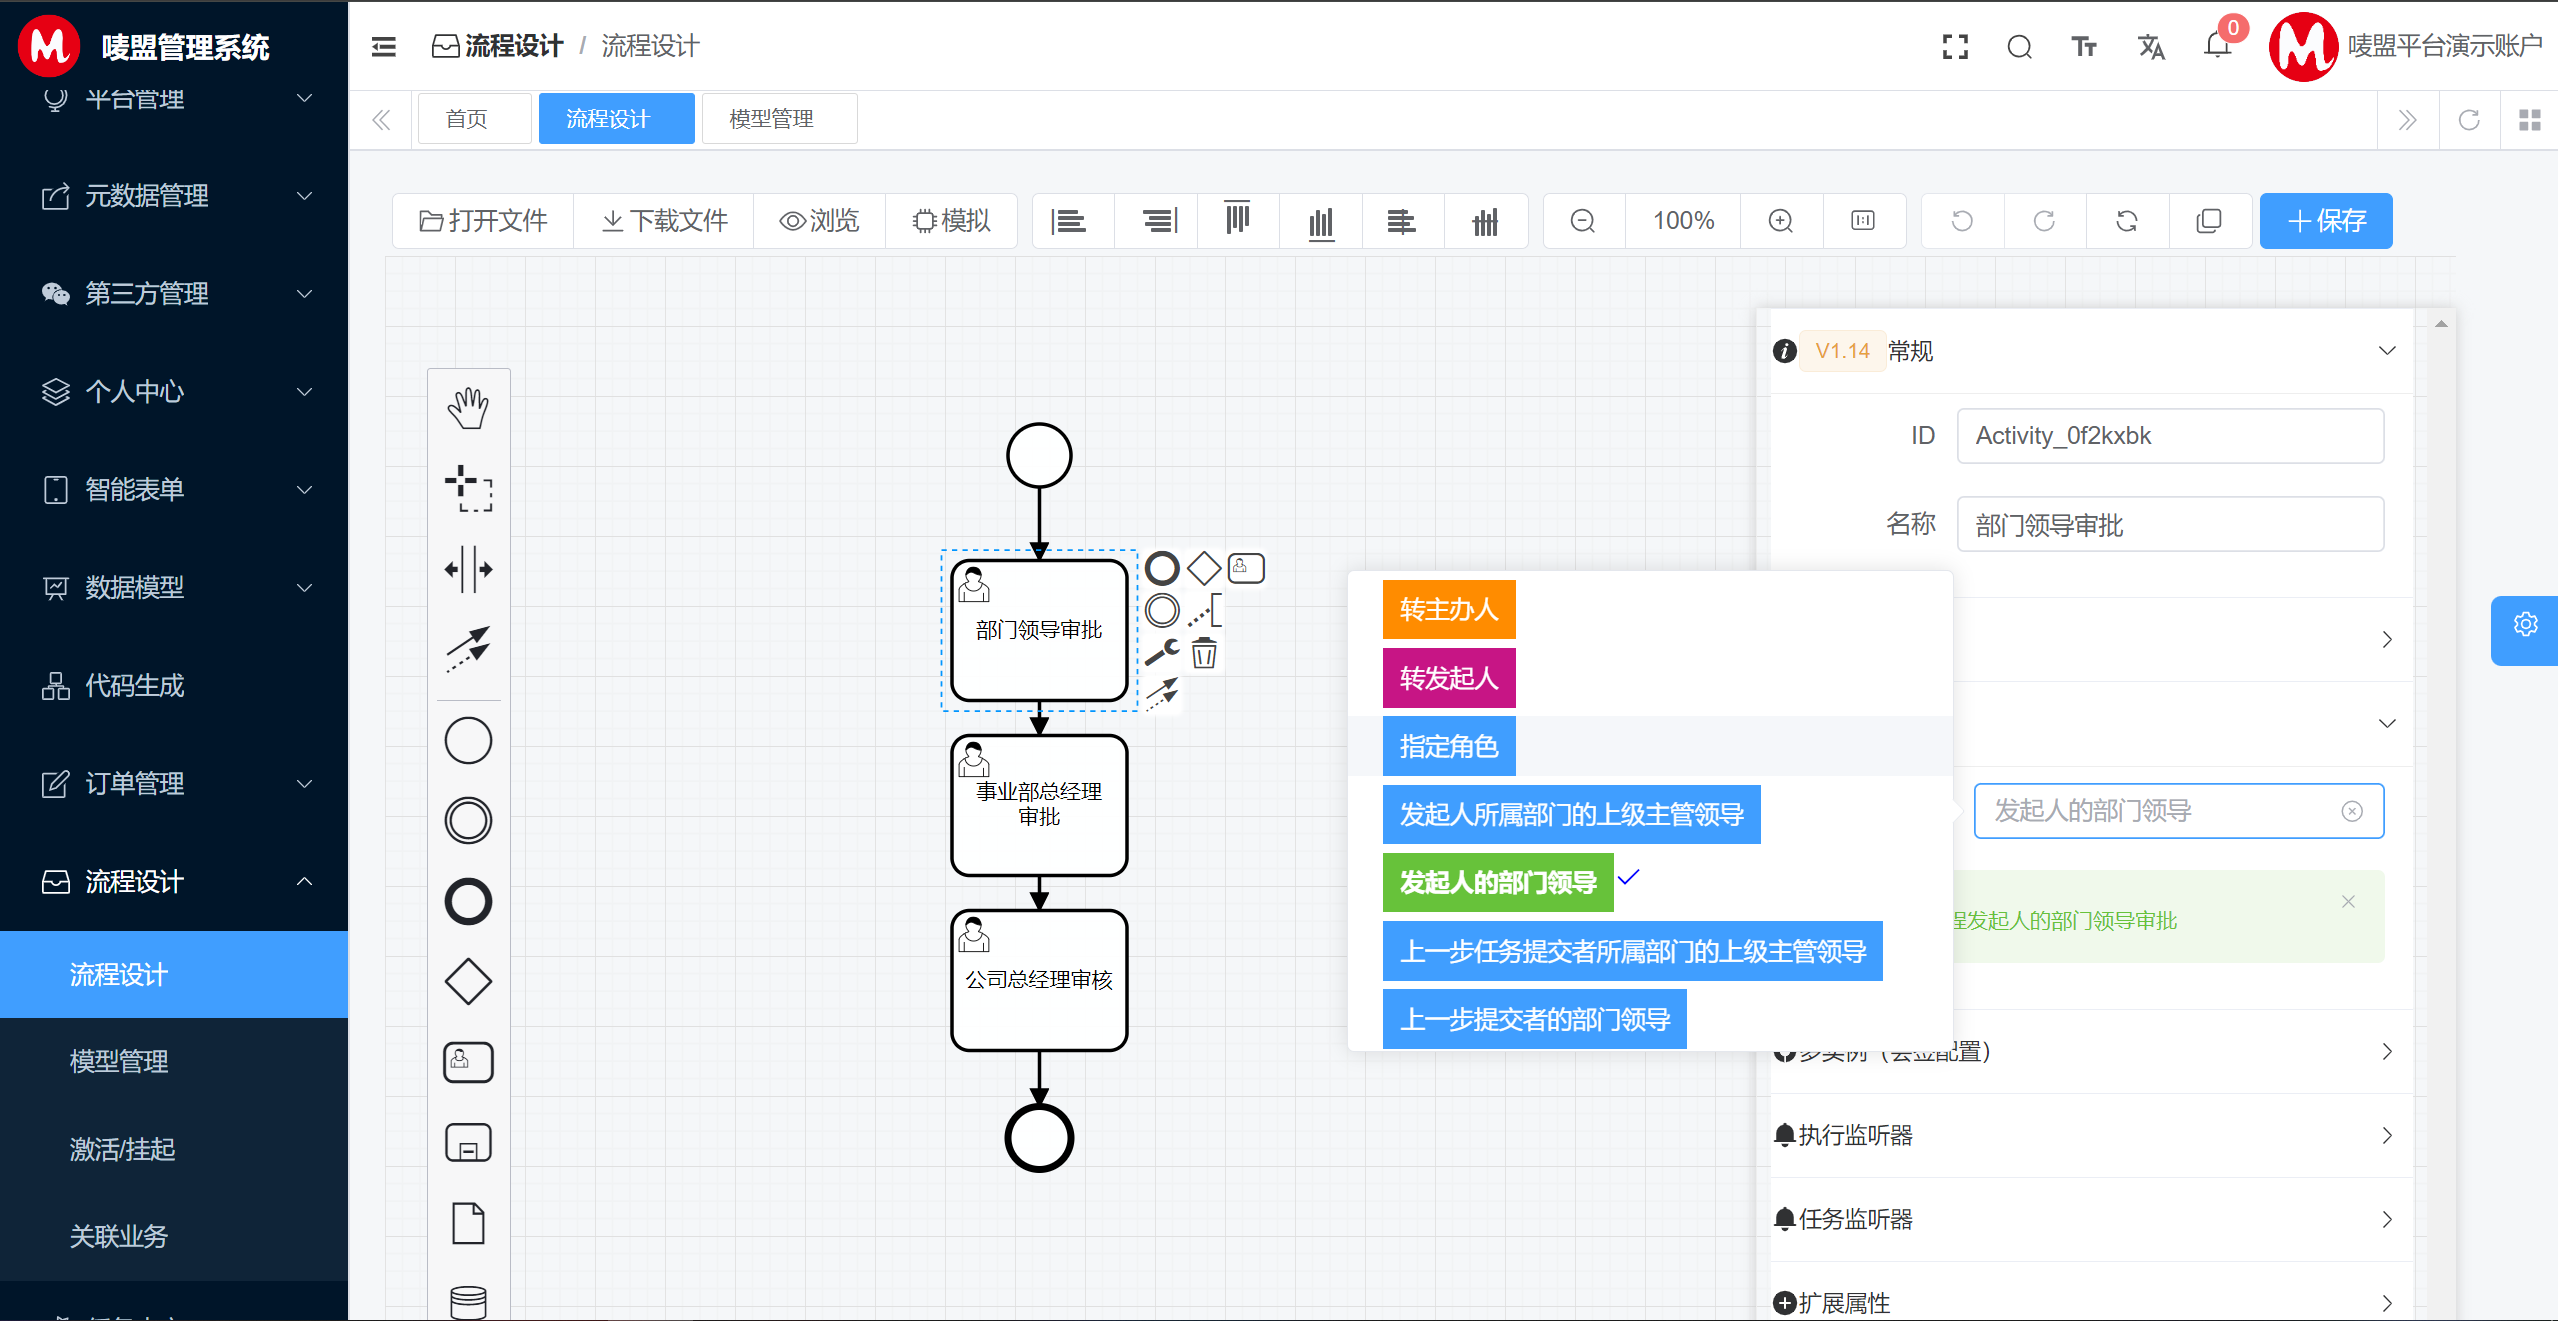 唛盟管理系统
流程设计 / 流程设计
0
唛盟平台演示账户
平台管理
元数据管理
第三方管理
个人中心
智能表单
数据模型
代码生成
订单管理
流程设计
流程设计
模型管理
激活/挂起
关联业务
首页
流程设计
模型管理
打开文件
下载文件
浏览
模拟
100%
保存
部门领导审批
事业部总经理
审批
公司总经理审核
V1.14
常规
ID
Activity_0f2kxbk
名称
部门领导审批
转主办人
转发起人
指定角色
发起人所属部门的上级主管领导
发起人的部门领导
上一步任务提交者所属部门的上级主管领导
上一步提交者的部门领导
发起人的部门领导
程发起人的部门领导审批
多实例（会签配置）
执行监听器
任务监听器
扩展属性